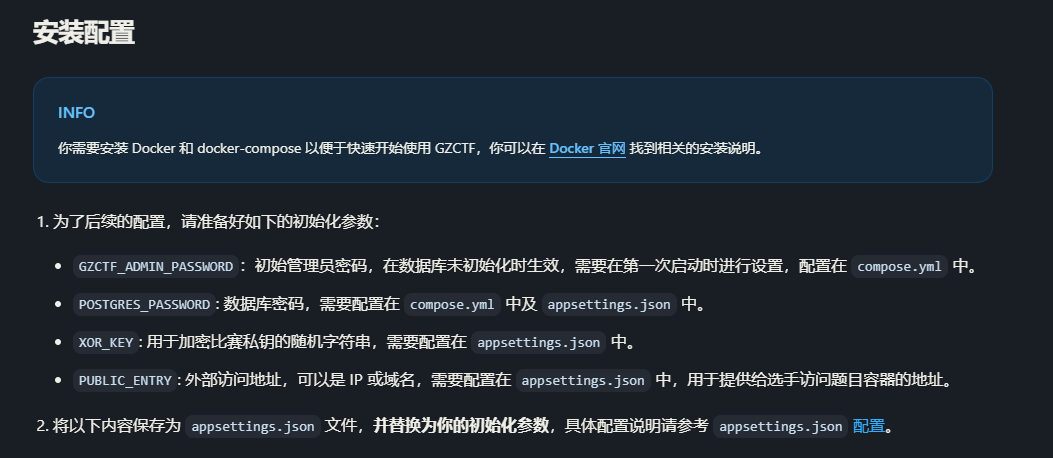 安装配置
INFO
你需要安装 Docker 和 docker-compose 以便于快速开始使用 GZCTF，你可以在 Docker 官网 找到相关的安装说明。
1. 为了后续的配置，请准备好如下的初始化参数：
• GZCTF_ADMIN_PASSWORD ：初始管理员密码，在数据库未初始化时生效，需要在第一次启动时进行设置，配置在 compose.yml 中。
• POSTGRES_PASSWORD : 数据库密码，需要配置在 compose.yml 中及 appsettings.json 中。
• XOR_KEY : 用于加密比赛私钥的随机字符串，需要配置在 appsettings.json 中。
• PUBLIC_ENTRY : 外部访问地址，可以是 IP 或域名，需要配置在 appsettings.json 中，用于提供给选手访问题目容器的地址。
2. 将以下内容保存为 appsettings.json 文件，并替换为你的初始化参数，具体配置说明请参考 appsettings.json 配置。